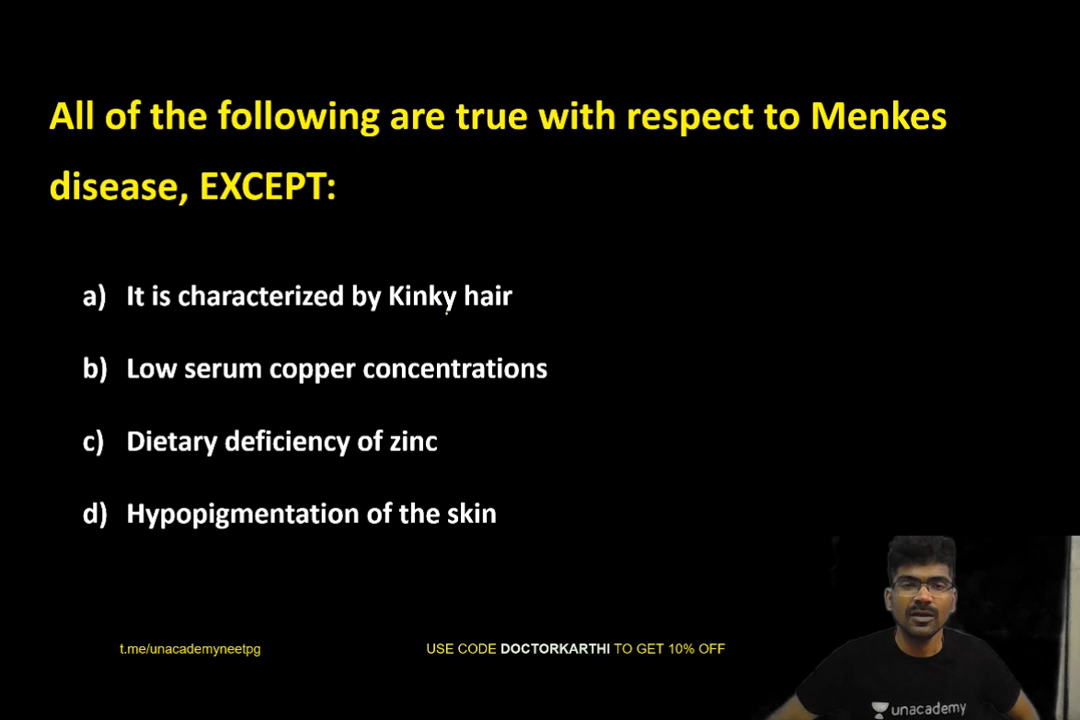 All of the following are true with respect to Menkes
disease, EXCEPT:
a) It is characterized by Kinky hair
b) Low serum copper concentrations
c) Dietary deficiency of zinc
d) Hypopigmentation of the skin
t.me/unacademyneetpg USE CODE DOCTORKARTHI TO GET 10% OFF
unacademy